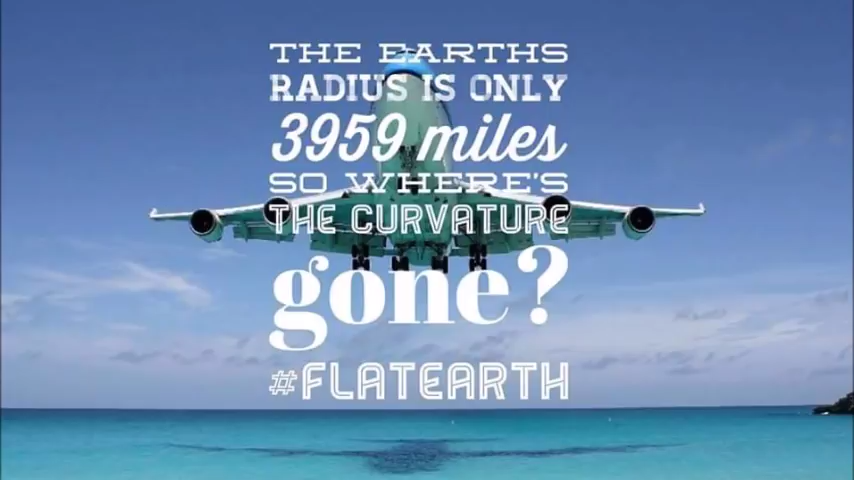 THE EARTHS
RADIUS IS ONLY
3959 miles
SO WHERE'S
THE CURVATURE
gone?
#FLATEARTH